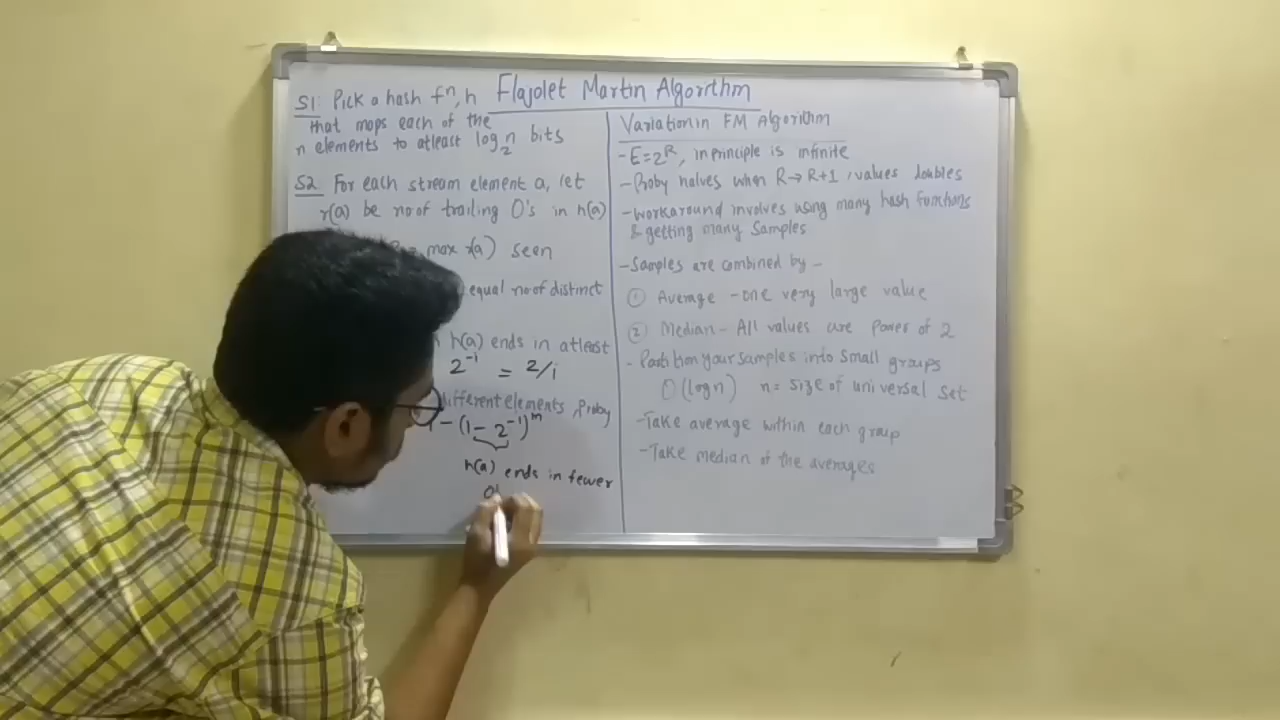 Flajolet Martin Algorithm
S1: Pick a hash fⁿ, h
that maps each of the
n elements to atleast log₂n bits
S2 For each stream element a, let
r(a) be no of trailing 0's in h(a)
max r(a) seen
equal no of distinct
h(a) ends in atleast
2⁻¹ = 2/i
different elements, Proby
1 - (1 - 2⁻¹)ᵐ
h(a) ends in fewer
0's
Variation in FM Algorithm
- E = 2ᴿ, in principle is infinite
- Proby halves when R → R+1, values doubles
- Workaround involves using many hash functions
& getting many Samples
- Samples are combined by -
① Average - one very large value
② Median - All values are Power of 2
- Partition your samples into small groups
O(log n) n = size of universal set
- Take average within each group
- Take median of the averages